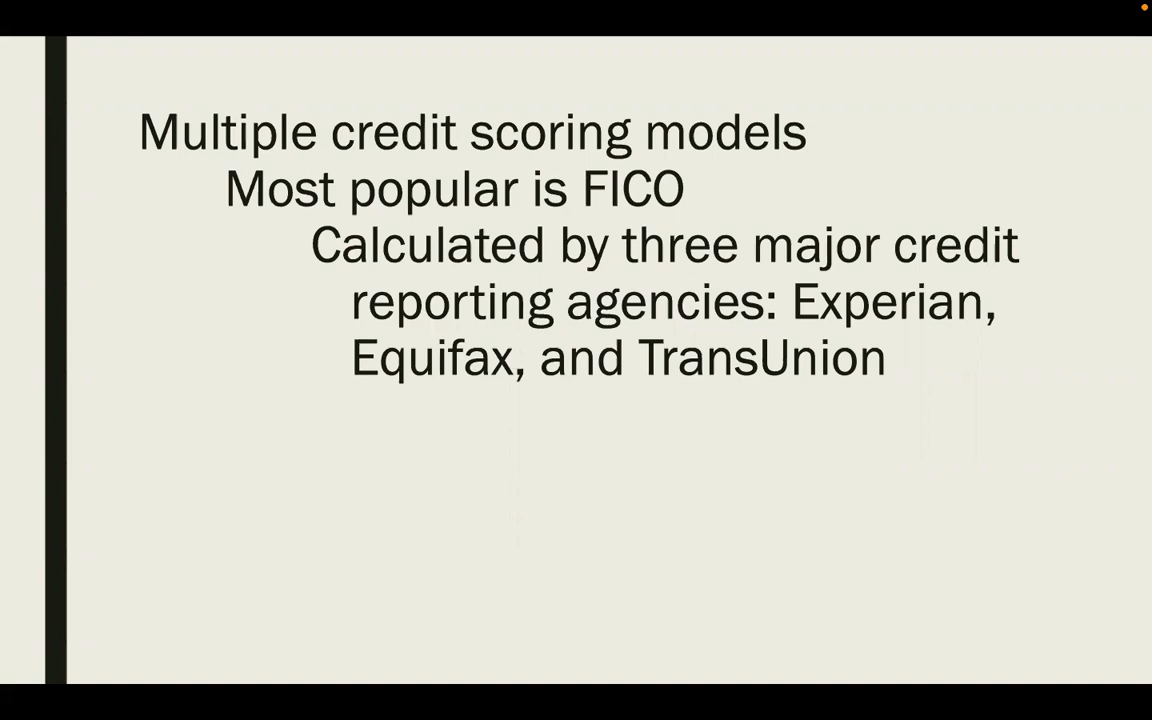 Multiple credit scoring models
Most popular is FICO
Calculated by three major credit
reporting agencies: Experian,
Equifax, and TransUnion